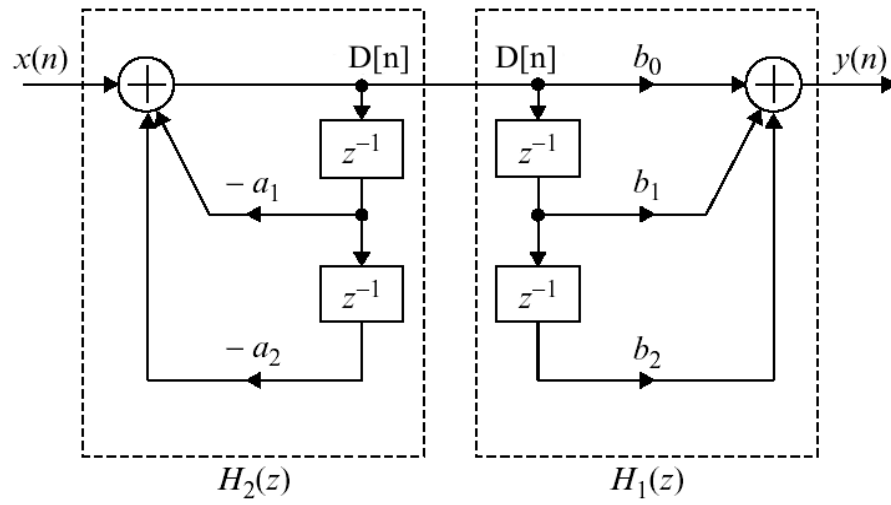 x(n) D[n] D[n] b₀ y(n)
z⁻¹ z⁻¹
– a₁ b₁
z⁻¹ z⁻¹
– a₂ b₂
H₂(z) H₁(z)